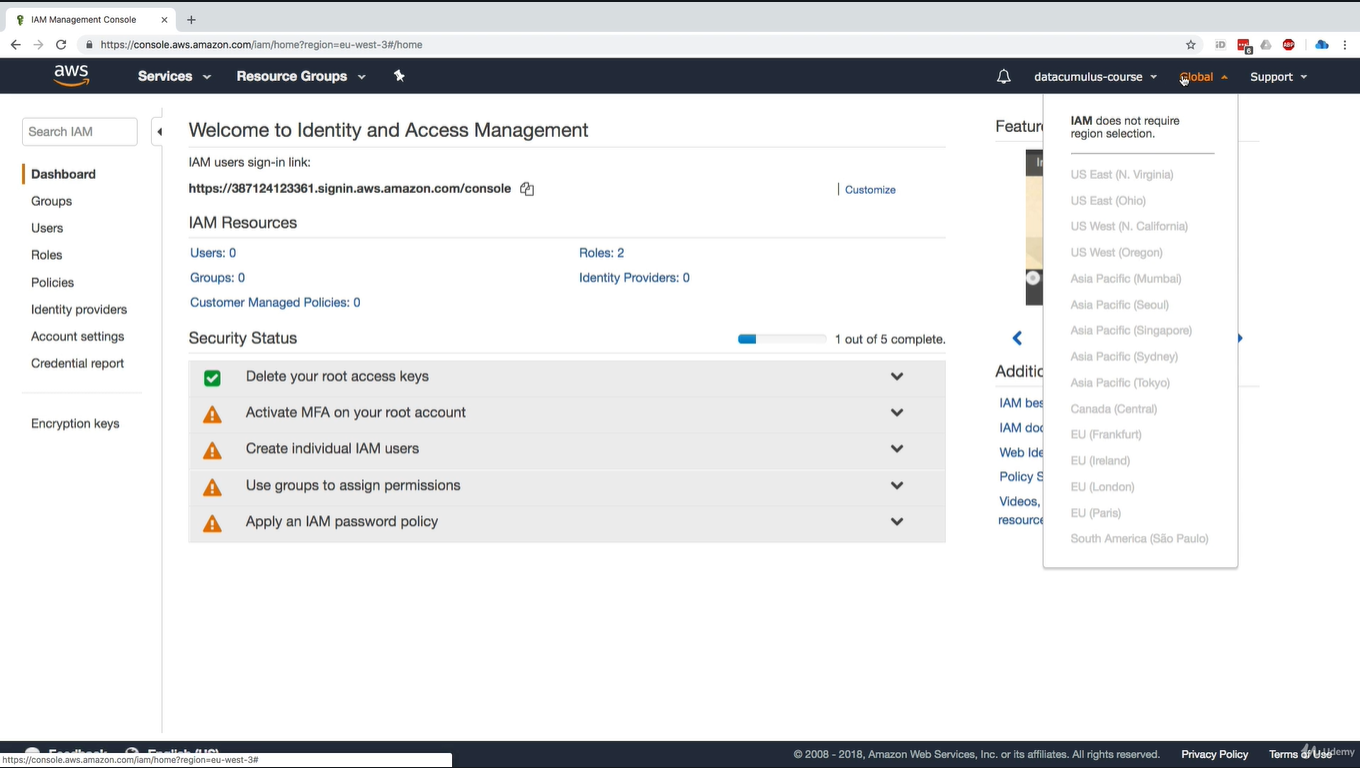 IAM Management Console
https://console.aws.amazon.com/iam/home?region=eu-west-3#/home
iD
6
ABP
aws
Services
Resource Groups
datacumulus-course
Global
Support
Search IAM
Dashboard
Groups
Users
Roles
Policies
Identity providers
Account settings
Credential report
Encryption keys
Welcome to Identity and Access Management
IAM users sign-in link:
https://387124123361.signin.aws.amazon.com/console
Customize
IAM Resources
Users: 0
Roles: 2
Groups: 0
Identity Providers: 0
Customer Managed Policies: 0
Security Status
1 out of 5 complete.
Delete your root access keys
Activate MFA on your root account
Create individual IAM users
Use groups to assign permissions
Apply an IAM password policy
Featur
Additic
IAM bes
IAM doc
Web Ide
Policy S
Videos,
resource
IAM does not require
region selection.
US East (N. Virginia)
US East (Ohio)
US West (N. California)
US West (Oregon)
Asia Pacific (Mumbai)
Asia Pacific (Seoul)
Asia Pacific (Singapore)
Asia Pacific (Sydney)
Asia Pacific (Tokyo)
Canada (Central)
EU (Frankfurt)
EU (Ireland)
EU (London)
EU (Paris)
South America (São Paulo)
Feedback
English (US)
© 2008 - 2018, Amazon Web Services, Inc. or its affiliates. All rights reserved.
Privacy Policy
Terms of Use
Udemy
https://console.aws.amazon.com/iam/home?region=eu-west-3#